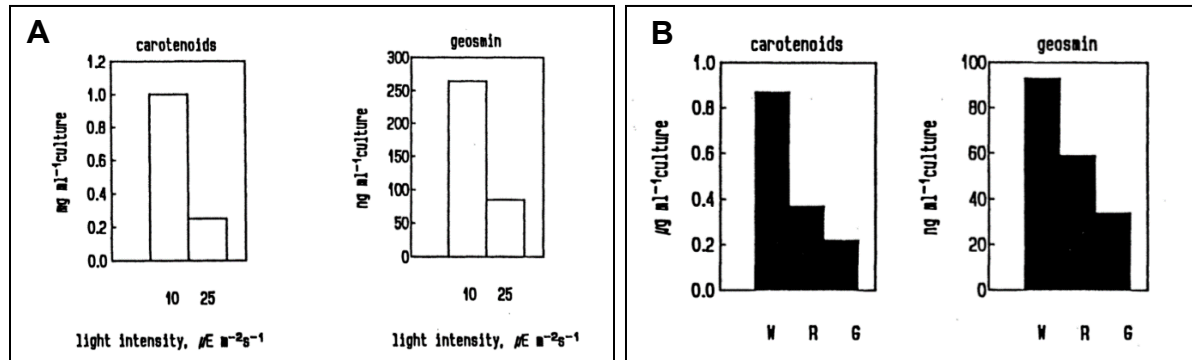 A
carotenoids
1.2
1.0
0.8
0.6
0.4
0.2
0.0
mg ml⁻¹culture
10 25
light intensity, µE m⁻²s⁻¹
geosmin
300
250
200
150
100
50
0
ng ml⁻¹culture
10 25
light intensity, µE m⁻²s⁻¹
B
carotenoids
1.0
0.8
0.6
0.4
0.2
0.0
µg ml⁻¹culture
W R G
geosmin
100
80
60
40
20
0
ng ml⁻¹culture
W R G